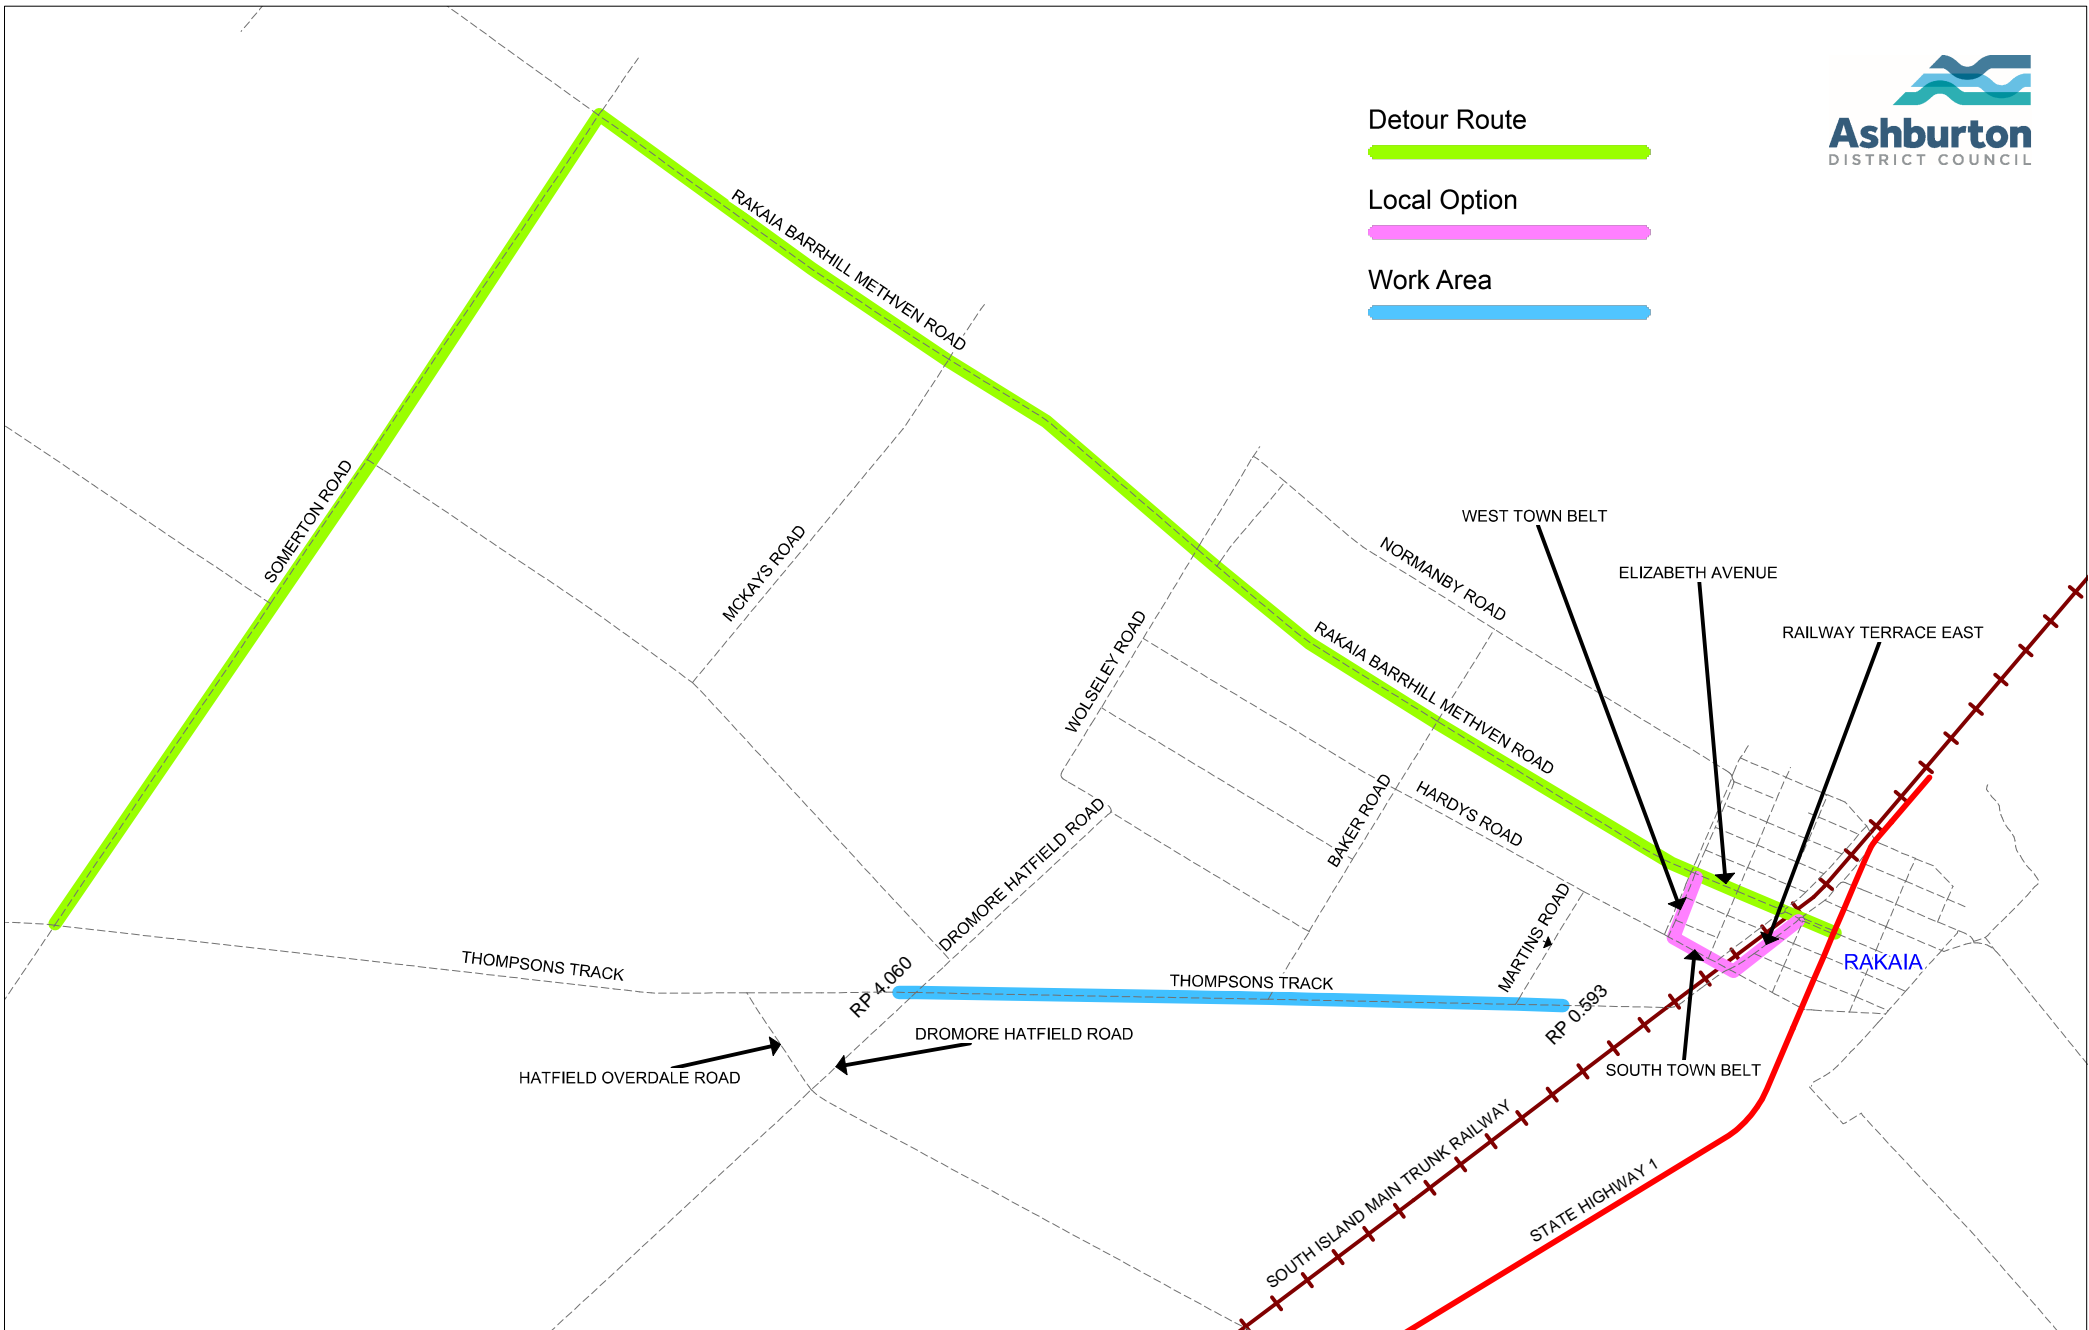 Detour Route
Local Option
Work Area
Ashburton
DISTRICT COUNCIL
RAKAIA BARRHILL METHVEN ROAD
SOMERTON ROAD
MCKAYS ROAD
WOLSELEY ROAD
NORMANBY ROAD
WEST TOWN BELT
ELIZABETH AVENUE
RAILWAY TERRACE EAST
RAKAIA BARRHILL METHVEN ROAD
BAKER ROAD
HARDYS ROAD
DROMORE HATFIELD ROAD
MARTINS ROAD
THOMPSONS TRACK
RP 4.060
THOMPSONS TRACK
RAKAIA
RP 0.593
DROMORE HATFIELD ROAD
HATFIELD OVERDALE ROAD
SOUTH TOWN BELT
SOUTH ISLAND MAIN TRUNK RAILWAY
STATE HIGHWAY 1